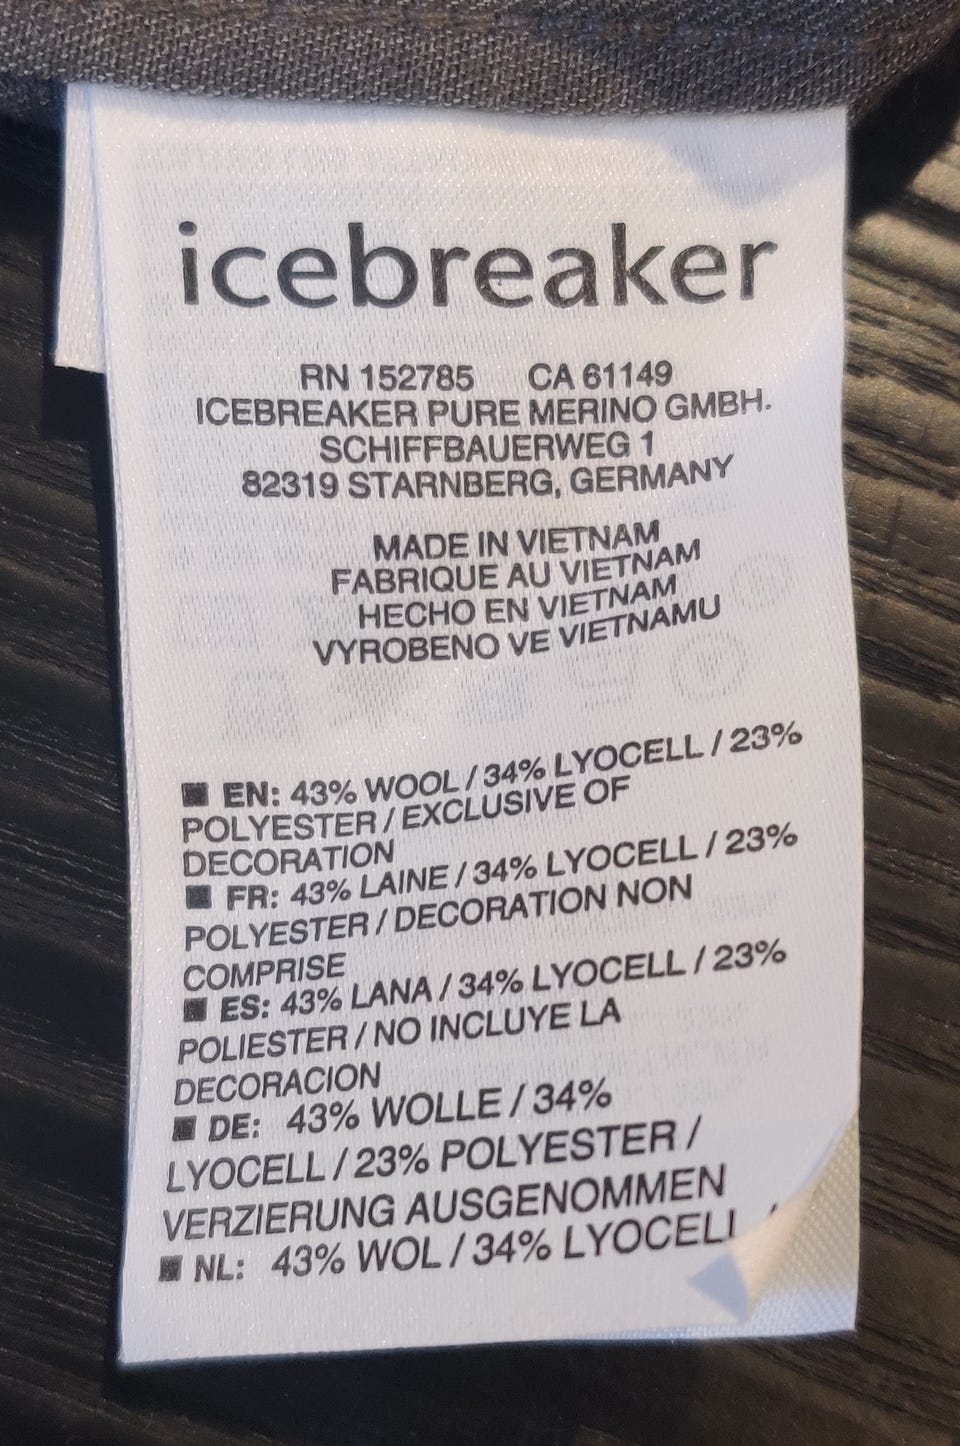 icebreaker
RN 152785 CA 61149
ICEBREAKER PURE MERINO GMBH.
SCHIFFBAUERWEG 1
82319 STARNBERG, GERMANY
MADE IN VIETNAM
FABRIQUE AU VIETNAM
HECHO EN VIETNAM
VYROBENO VE VIETNAMU
■ EN: 43% WOOL / 34% LYOCELL / 23%
POLYESTER / EXCLUSIVE OF
DECORATION
■ FR: 43% LAINE / 34% LYOCELL / 23%
POLYESTER / DECORATION NON
COMPRISE
■ ES: 43% LANA / 34% LYOCELL / 23%
POLIESTER / NO INCLUYE LA
DECORACION
■ DE: 43% WOLLE / 34%
LYOCELL / 23% POLYESTER /
VERZIERUNG AUSGENOMMEN
■ NL: 43% WOL / 34% LYOCELL /